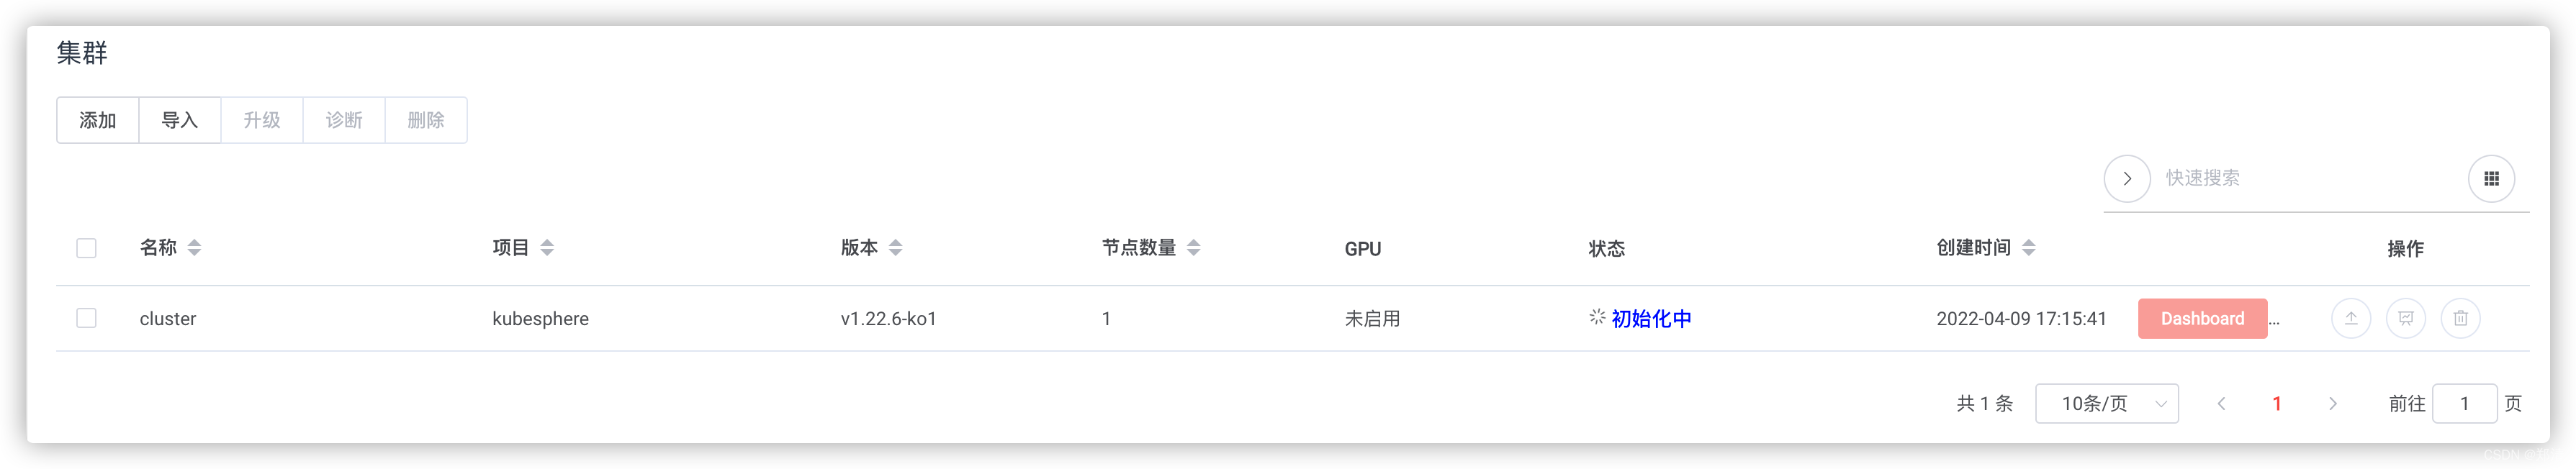 集群
添加 导入 升级 诊断 删除
快速搜索
名称 项目 版本 节点数量 GPU 状态 创建时间 操作
cluster kubesphere v1.22.6-ko1 1 未启用 初始化中 2022-04-09 17:15:41 Dashboard ...
共 1 条 10条/页 1 前往 1 页